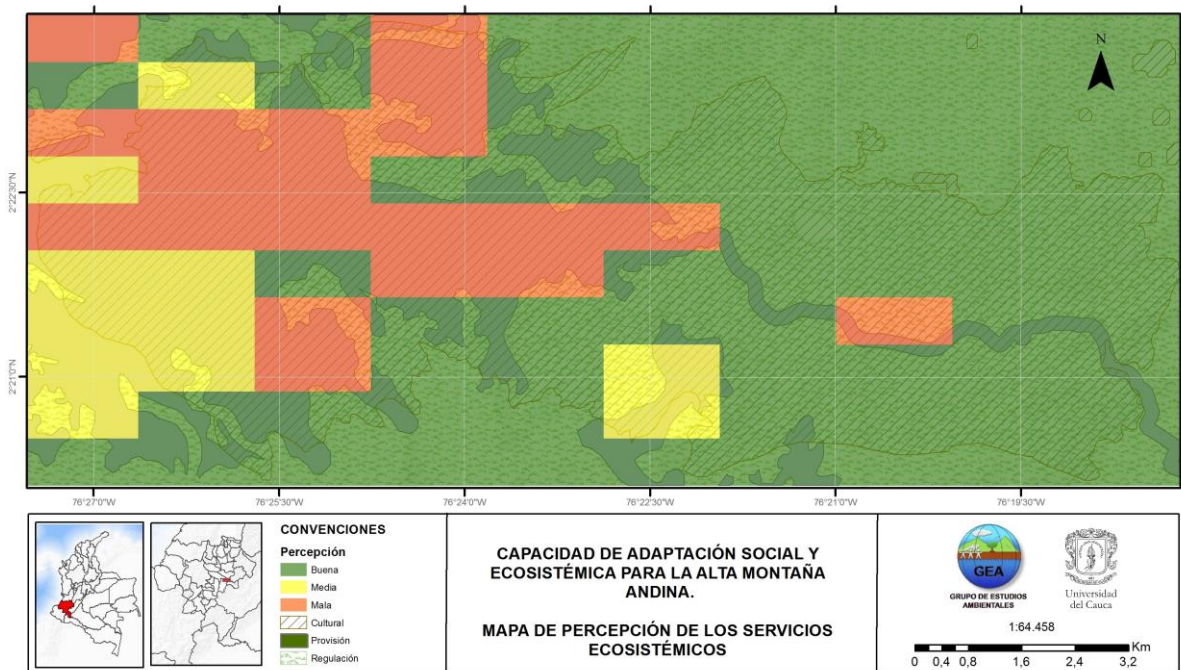 N
2°22'30"N
2°21'0"N
76°27'0"W
76°25'30"W
76°24'0"W
76°22'30"W
76°21'0"W
76°19'30"W
CONVENCIONES
Percepción
Buena
Media
Mala
Cultural
Provisión
Regulación
CAPACIDAD DE ADAPTACIÓN SOCIAL Y
ECOSISTÉMICA PARA LA ALTA MONTAÑA
ANDINA.
MAPA DE PERCEPCIÓN DE LOS SERVICIOS
ECOSISTÉMICOS
GEA
GRUPO DE ESTUDIOS
AMBIENTALES
Universidad
del Cauca
1:64.458
Km
0 0,4 0,8 1,6 2,4 3,2